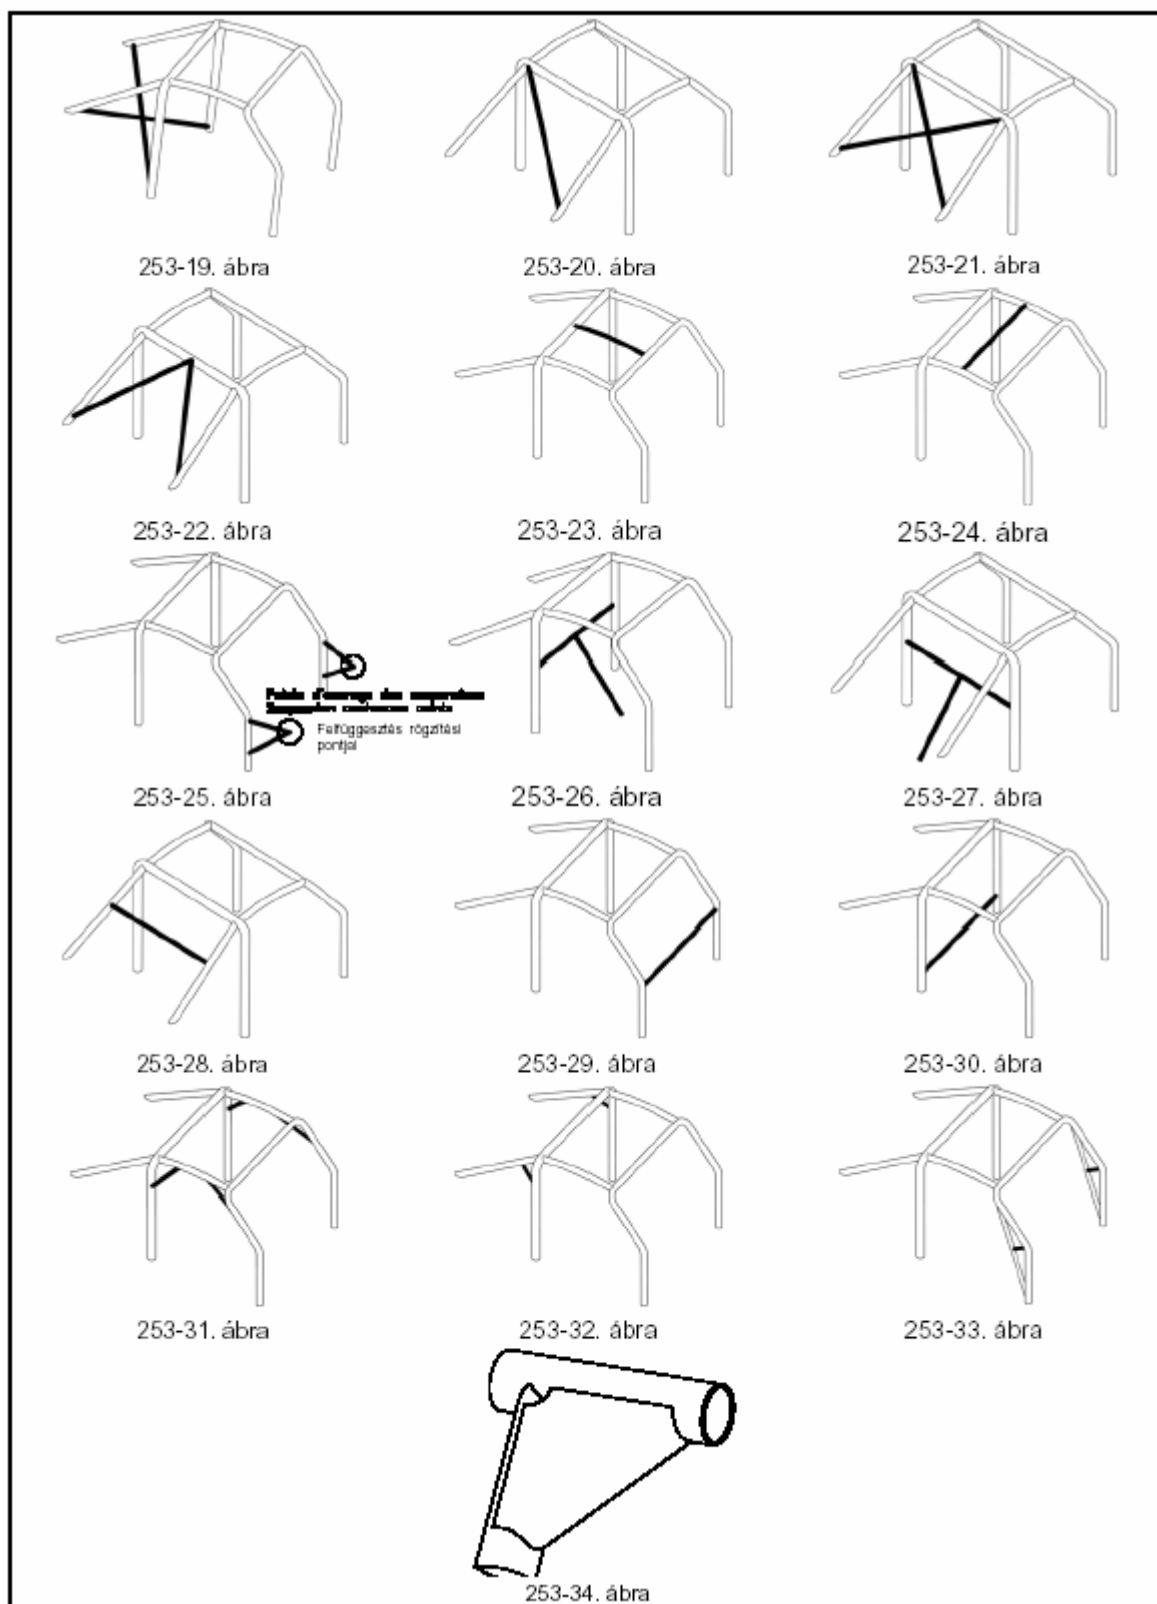 253-19. ábra
253-20. ábra
253-21. ábra
253-22. ábra
253-23. ábra
253-24. ábra
Felfüggesztés rögzítési
pontjai
253-25. ábra
253-26. ábra
253-27. ábra
253-28. ábra
253-29. ábra
253-30. ábra
253-31. ábra
253-32. ábra
253-33. ábra
253-34. ábra